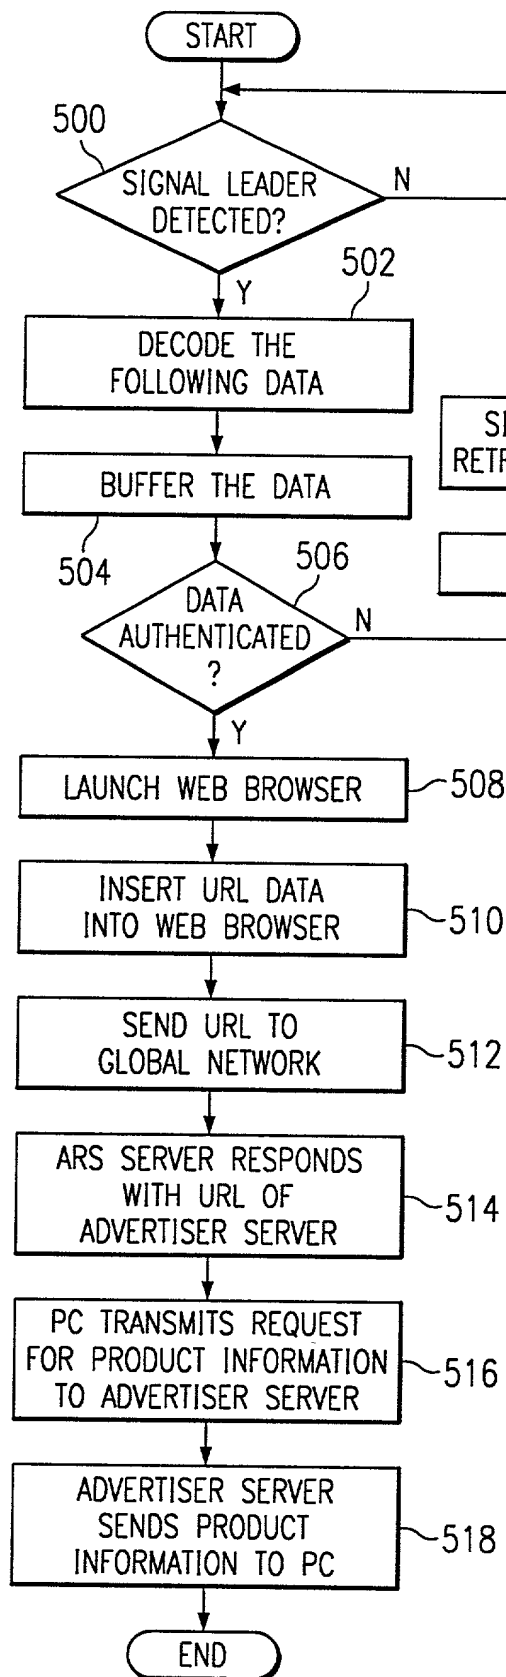 START
500
SIGNAL LEADER
DETECTED?
N
Y
502
DECODE THE
FOLLOWING DATA
BUFFER THE DATA
504
506
DATA
AUTHENTICATED
?
N
Y
LAUNCH WEB BROWSER
508
INSERT URL DATA
INTO WEB BROWSER
510
SEND URL TO
GLOBAL NETWORK
512
ARS SERVER RESPONDS
WITH URL OF
ADVERTISER SERVER
514
PC TRANSMITS REQUEST
FOR PRODUCT INFORMATION
TO ADVERTISER SERVER
516
ADVERTISER SERVER
SENDS PRODUCT
INFORMATION TO PC
518
END